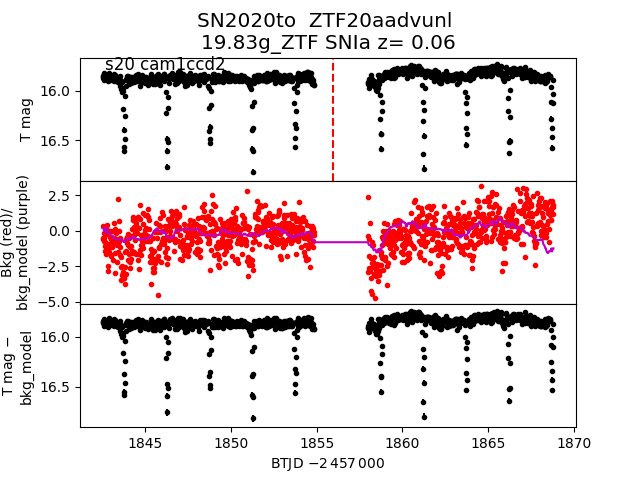 SN2020to  ZTF20aadvunl
19.83g_ZTF SNIa z= 0.06
s20 cam1ccd2
T mag
16.0
16.5
Bkg (red)/
bkg_model (purple)
2.5
0.0
−2.5
−5.0
T mag −
bkg_model
16.0
16.5
1845 1850 1855 1860 1865 1870
BTJD −2 457 000